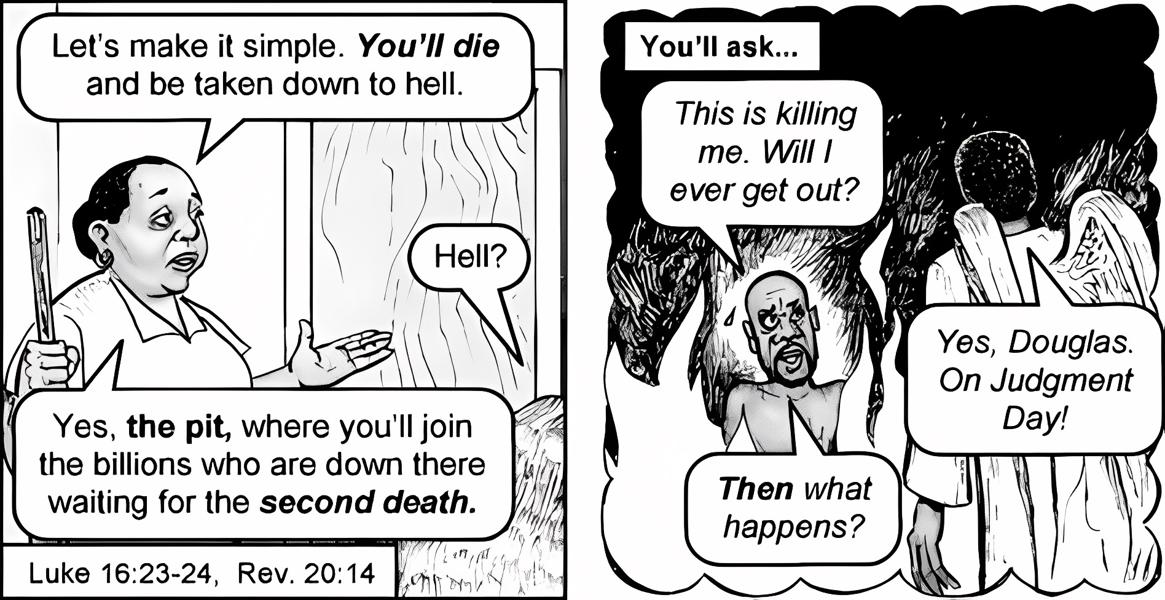 Let's make it simple. You'll die
and be taken down to hell.
Hell?
Yes, the pit, where you'll join
the billions who are down there
waiting for the second death.
Luke 16:23-24, Rev. 20:14
You'll ask...
This is killing
me. Will I
ever get out?
Yes, Douglas.
On Judgment
Day!
Then what
happens?